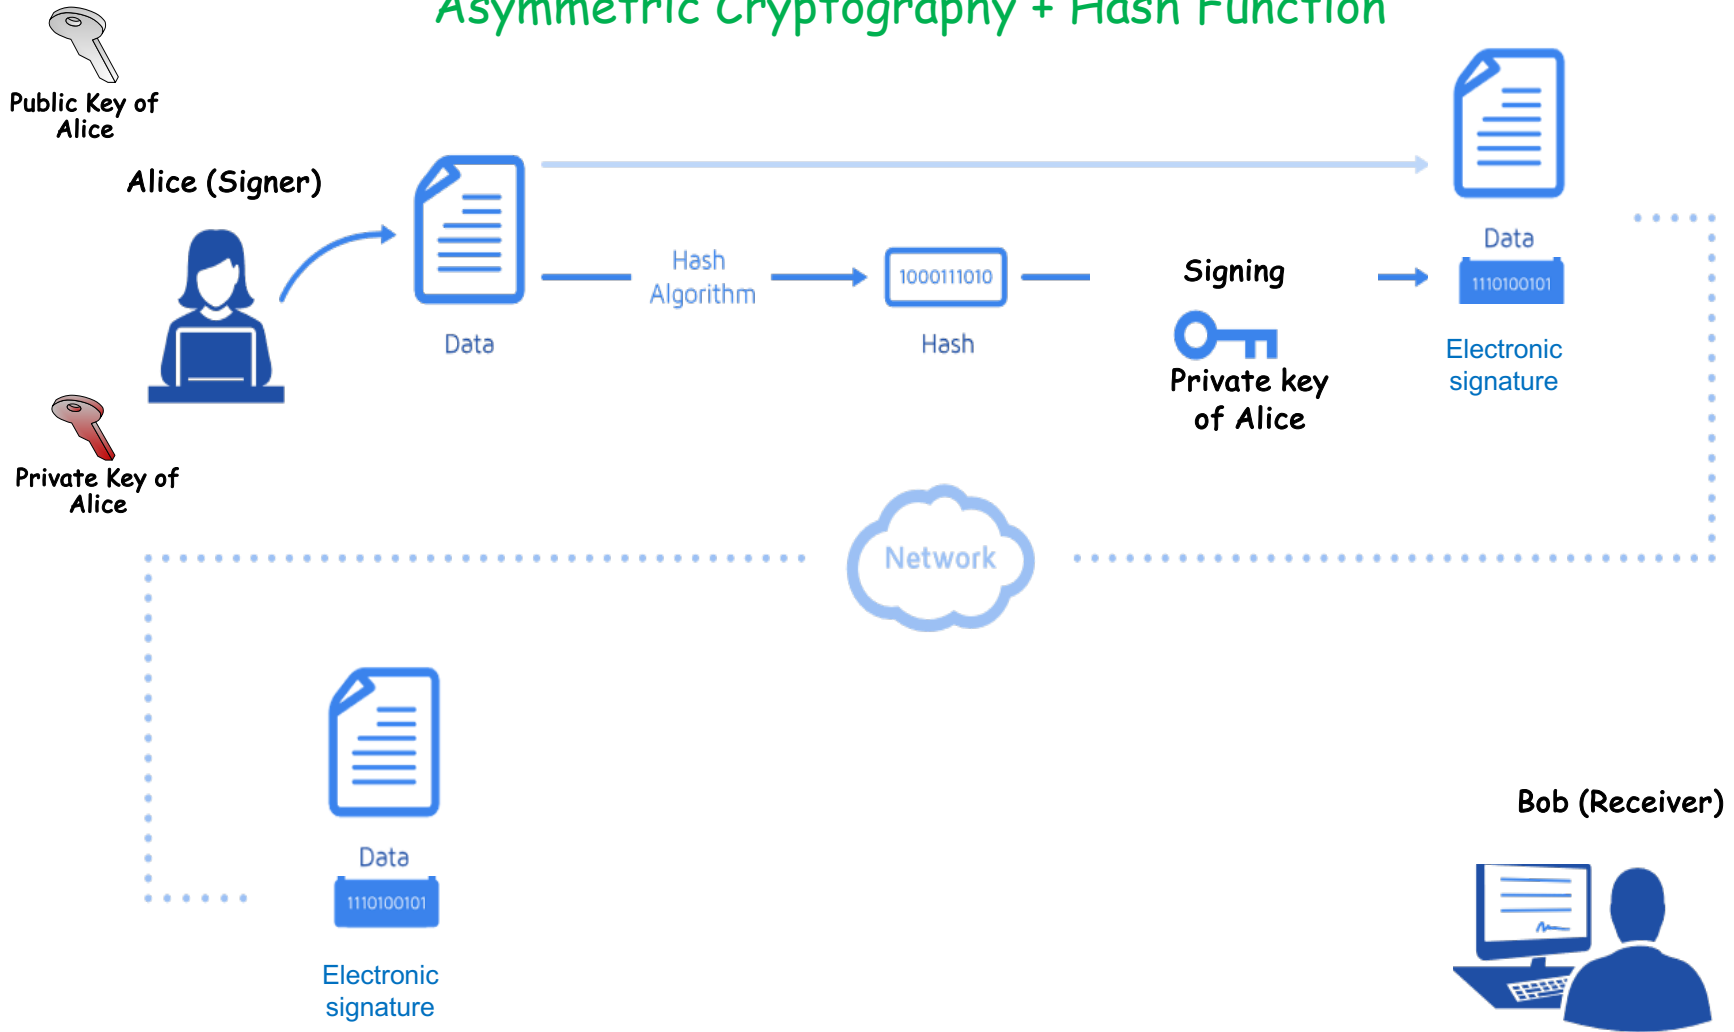 Asymmetric Cryptography + Hash Function
Public Key of
Alice
Alice (Signer)
Data
Hash
Algorithm
1000111010
Hash
Signing
Private key
of Alice
Data
1110100101
Electronic
signature
Private Key of
Alice
Network
Data
1110100101
Electronic
signature
Bob (Receiver)